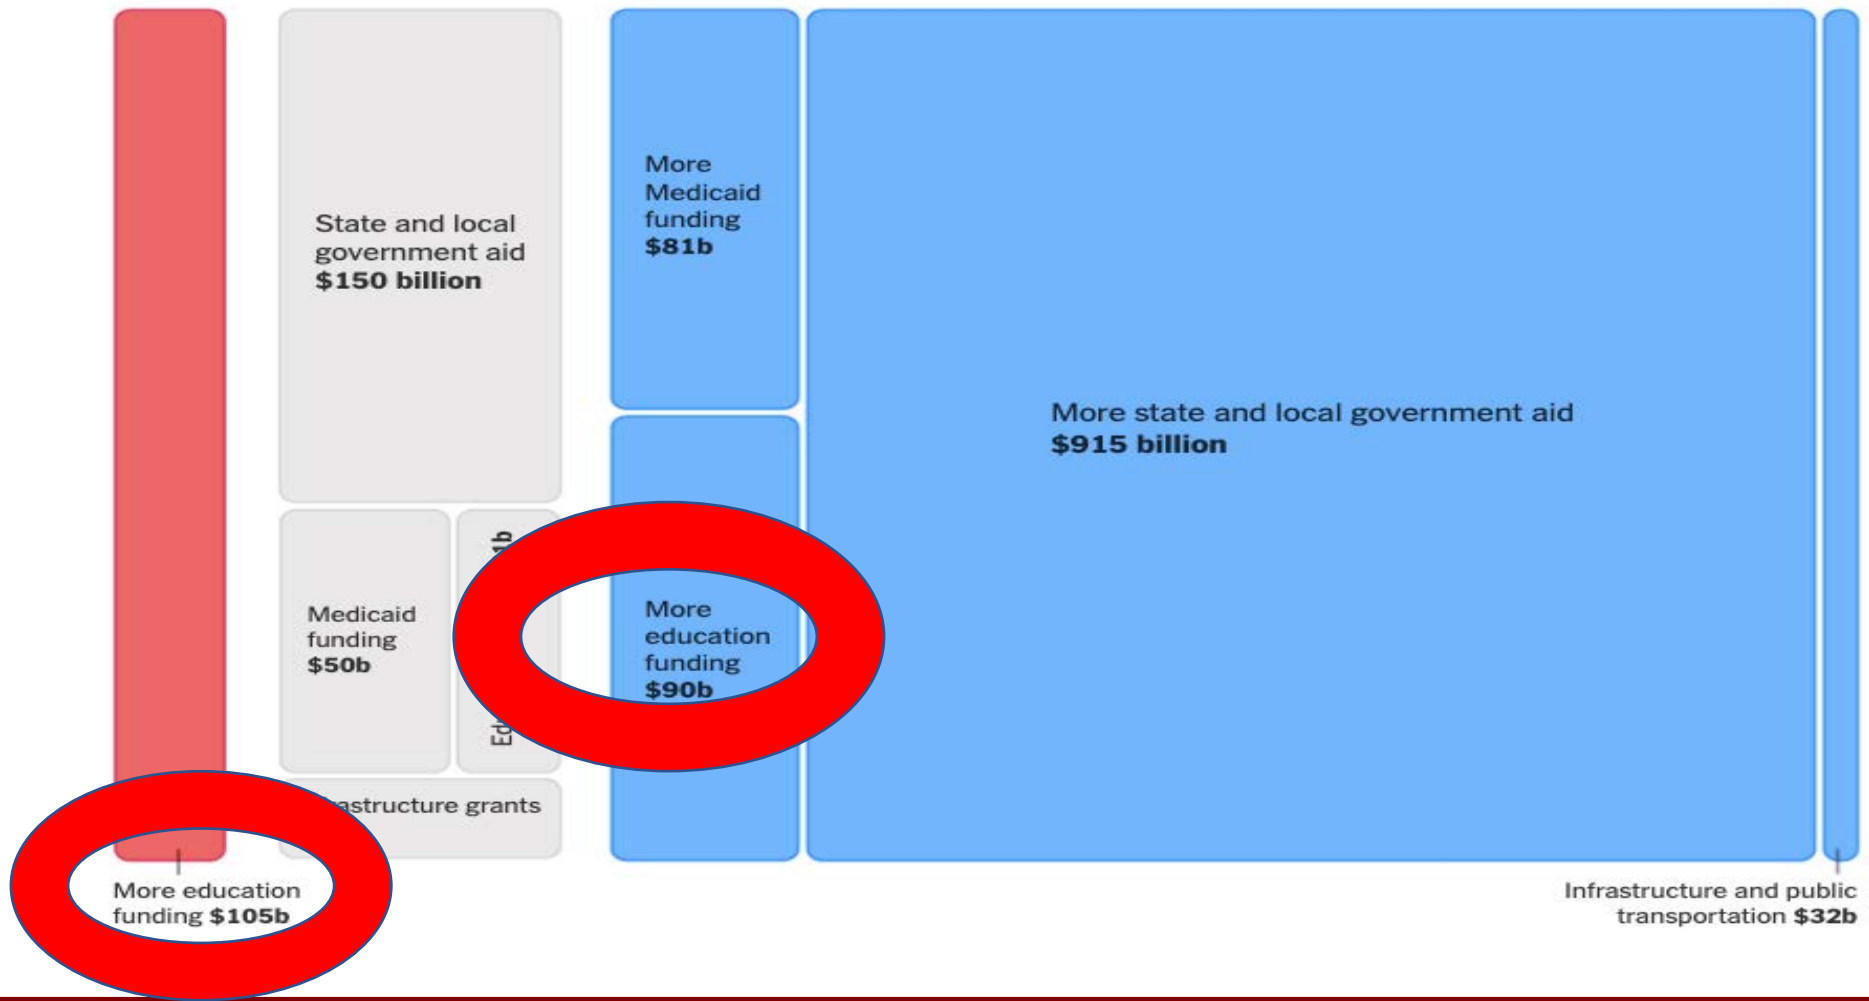 State and local
government aid
$150 billion
Medicaid
funding
$50b
grants
More
Medicaid
funding
$81b
More
education
funding
$90b
More state and local government aid
$915 billion
More education
funding $105b
Infrastructure and public
transportation $32b